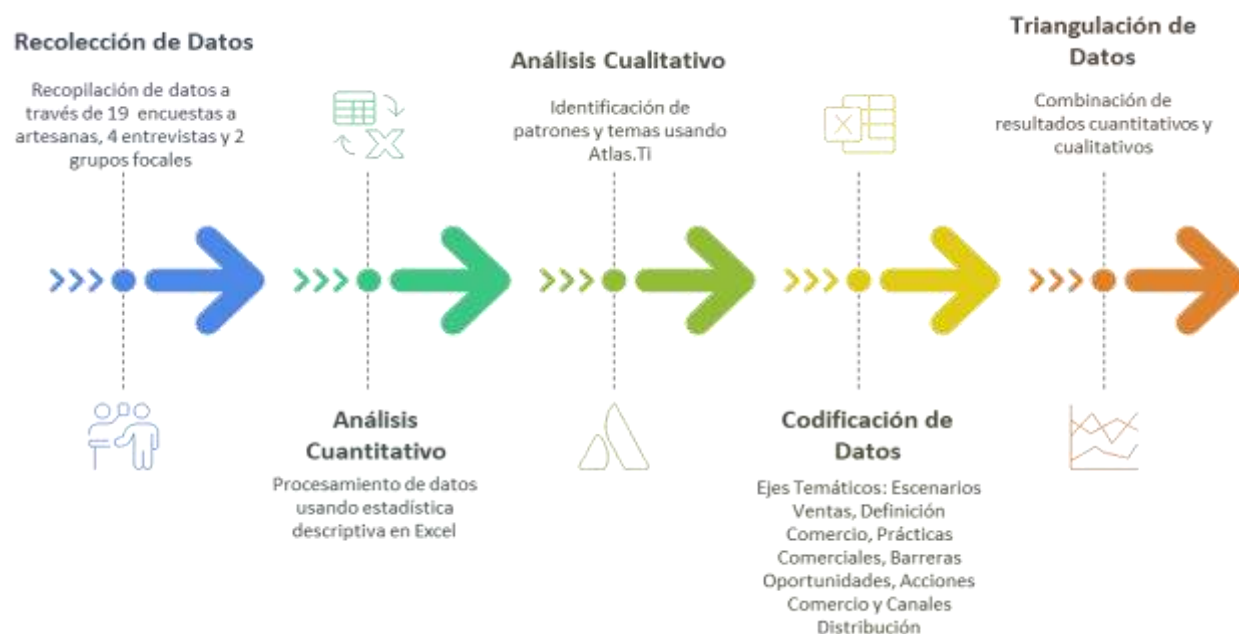 Recolección de Datos
Recopilación de datos a
través de 19 encuestas a
artesanas, 4 entrevistas y 2
grupos focales
Análisis
Cuantitativo
Procesamiento de datos
usando estadística
descriptiva en Excel
Análisis Cualitativo
Identificación de
patrones y temas usando
Atlas.Ti
Codificación de
Datos
Ejes Temáticos: Escenarios
Ventas, Definición
Comercio, Prácticas
Comerciales, Barreras
Oportunidades, Acciones
Comercio y Canales
Distribución
Triangulación de
Datos
Combinación de
resultados cuantitativos y
cualitativos